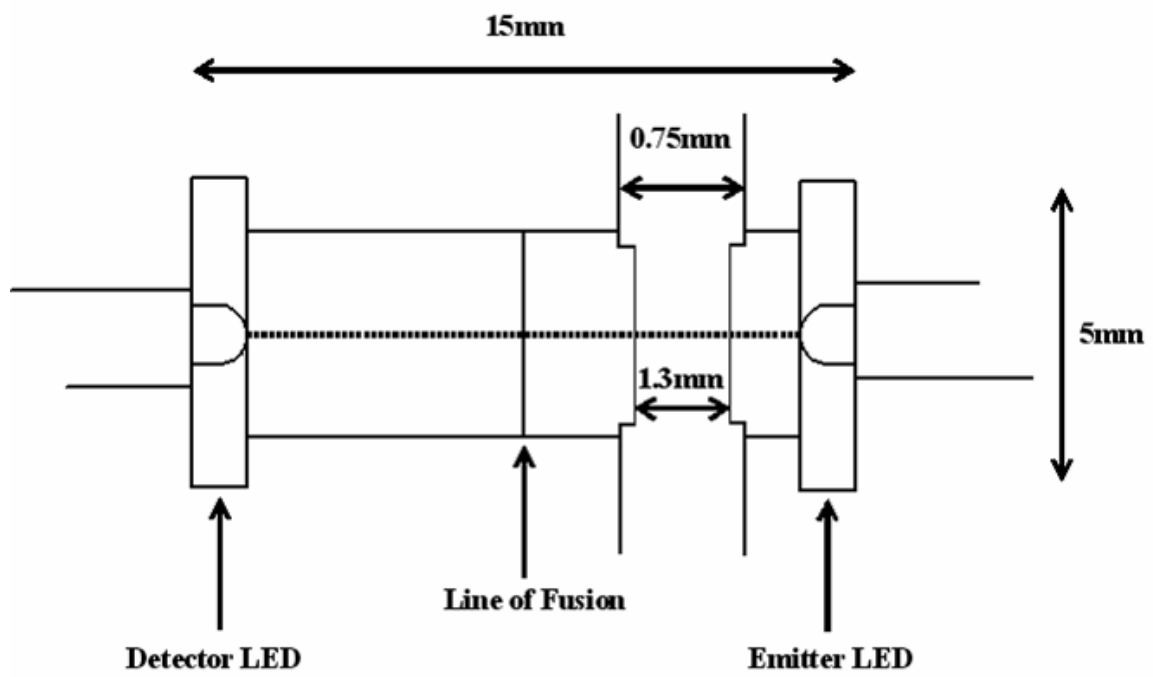 15mm
0.75mm
5mm
1.3mm
Line of Fusion
Detector LED
Emitter LED